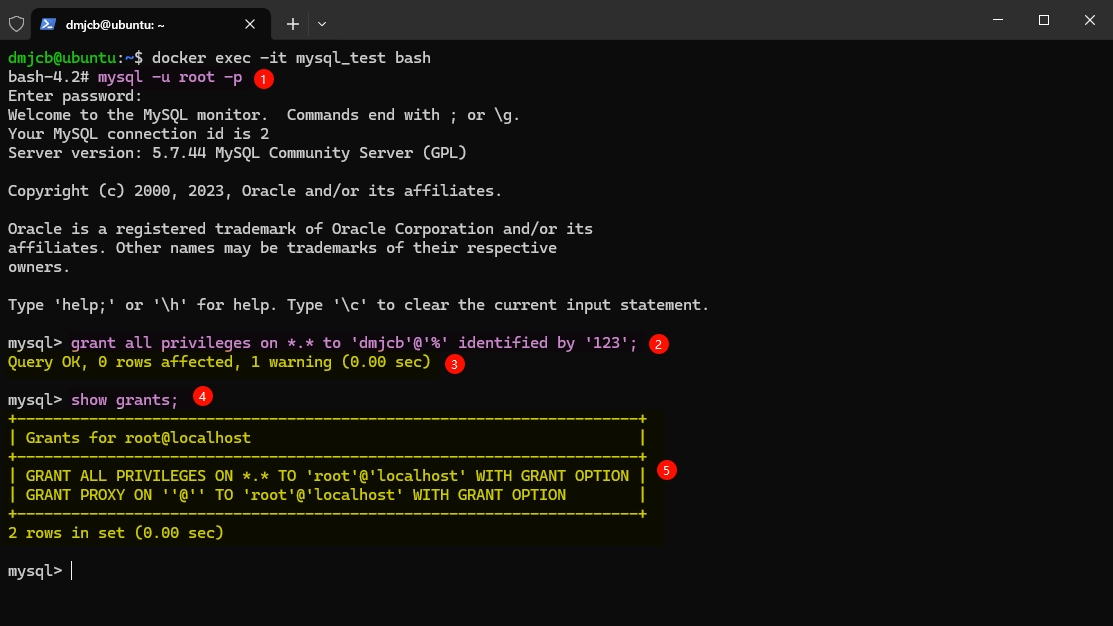 dmjcb@ubuntu: ~
dmjcb@ubuntu:~$ docker exec -it mysql_test bash
bash-4.2# mysql -u root -p 1
Enter password:
Welcome to the MySQL monitor.  Commands end with ; or \g.
Your MySQL connection id is 2
Server version: 5.7.44 MySQL Community Server (GPL)
Copyright (c) 2000, 2023, Oracle and/or its affiliates.
Oracle is a registered trademark of Oracle Corporation and/or its
affiliates. Other names may be trademarks of their respective
owners.
Type 'help;' or '\h' for help. Type '\c' to clear the current input statement.
mysql> grant all privileges on *.* to 'dmjcb'@'%' identified by '123'; 2
Query OK, 0 rows affected, 1 warning (0.00 sec) 3
mysql> show grants; 4
+---------------------------------------------------------------------+
| Grants for root@localhost                                           |
+---------------------------------------------------------------------+
| GRANT ALL PRIVILEGES ON *.* TO 'root'@'localhost' WITH GRANT OPTION | 5
| GRANT PROXY ON ''@'' TO 'root'@'localhost' WITH GRANT OPTION        |
+---------------------------------------------------------------------+
2 rows in set (0.00 sec)
mysql>